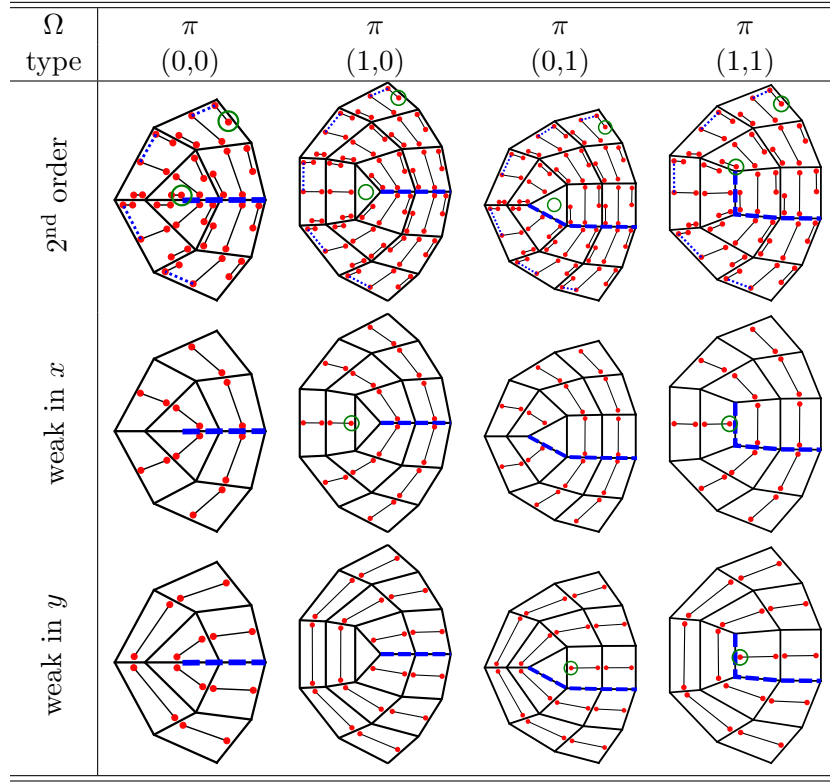 Ω π π π π
type (0,0) (1,0) (0,1) (1,1)
2nd order
weak in x
weak in y